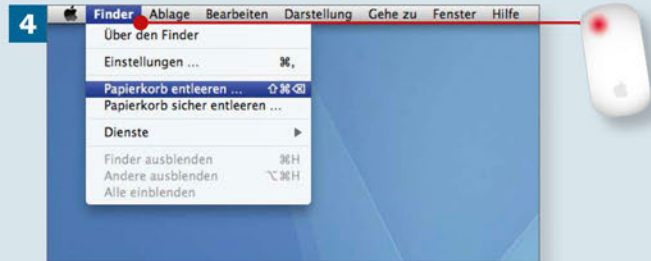 4
Finder Ablage Bearbeiten Darstellung Gehe zu Fenster Hilfe
Über den Finder
Einstellungen ... ⌘,
Papierkorb entleeren ... ⇧⌘⌫
Papierkorb sicher entleeren ...
Dienste ▶
Finder ausblenden ⌘H
Andere ausblenden ⌥⌘H
Alle einblenden